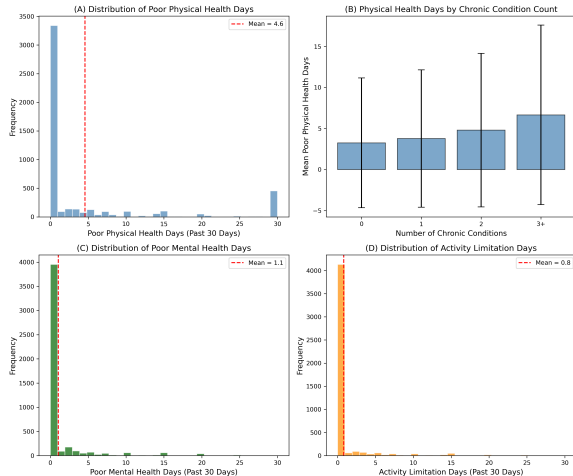 (A) Distribution of Poor Physical Health Days
Mean = 4.6
3500
3000
2500
2000
1500
1000
500
0
Frequency
0 5 10 15 20 25 30
Poor Physical Health Days (Past 30 Days)
(B) Physical Health Days by Chronic Condition Count
15
10
5
0
−5
Mean Poor Physical Health Days
0 1 2 3+
Number of Chronic Conditions
(C) Distribution of Poor Mental Health Days
Mean = 1.1
4000
3500
3000
2500
2000
1500
1000
500
0
Frequency
0 5 10 15 20 25 30
Poor Mental Health Days (Past 30 Days)
(D) Distribution of Activity Limitation Days
Mean = 0.8
4000
3500
3000
2500
2000
1500
1000
500
0
Frequency
0 5 10 15 20 25 30
Activity Limitation Days (Past 30 Days)